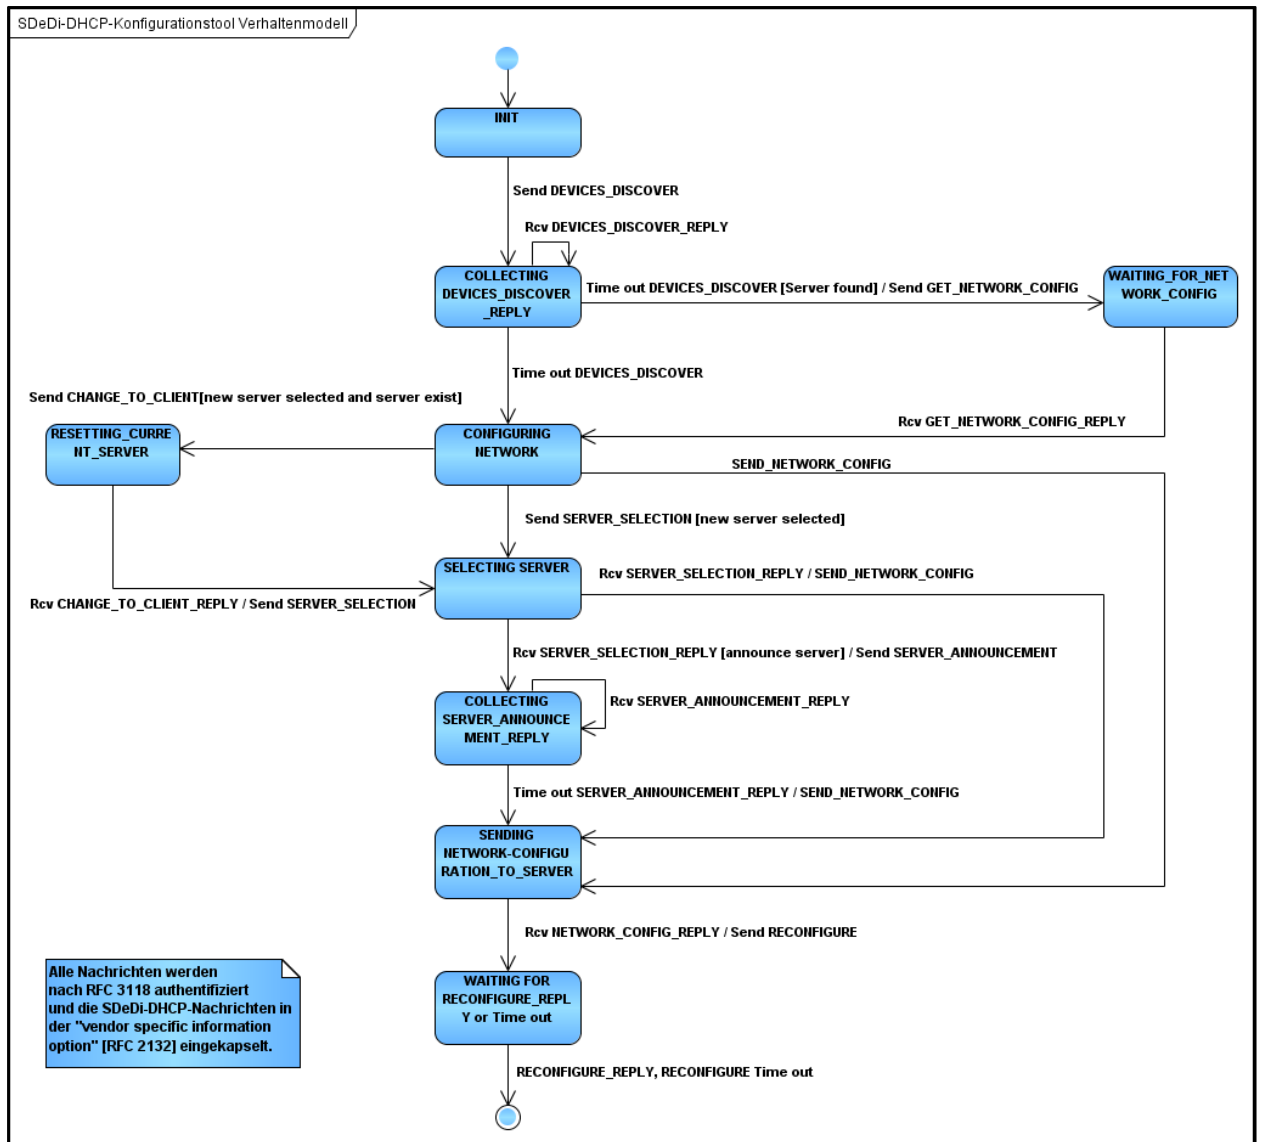 SDeDi-DHCP-Konfigurationstool Verhaltenmodell
INIT
Send DEVICES_DISCOVER
Rcv DEVICES_DISCOVER_REPLY
COLLECTING
DEVICES_DISCOVER
_REPLY
Time out DEVICES_DISCOVER [Server found] / Send GET_NETWORK_CONFIG
WAITING_FOR_NET
WORK_CONFIG
Time out DEVICES_DISCOVER
Send CHANGE_TO_CLIENT[new server selected and server exist]
Rcv GET_NETWORK_CONFIG_REPLY
RESETTING_CURRE
NT_SERVER
CONFIGURING
NETWORK
SEND_NETWORK_CONFIG
Send SERVER_SELECTION [new server selected]
SELECTING SERVER
Rcv SERVER_SELECTION_REPLY / SEND_NETWORK_CONFIG
Rcv CHANGE_TO_CLIENT_REPLY / Send SERVER_SELECTION
Rcv SERVER_SELECTION_REPLY [announce server] / Send SERVER_ANNOUNCEMENT
COLLECTING
SERVER_ANNOUNCE
MENT_REPLY
Rcv SERVER_ANNOUNCEMENT_REPLY
Time out SERVER_ANNOUNCEMENT_REPLY / SEND_NETWORK_CONFIG
SENDING
NETWORK-CONFIGU
RATION_TO_SERVER
Rcv NETWORK_CONFIG_REPLY / Send RECONFIGURE
WAITING FOR
RECONFIGURE_REPL
Y or Time out
Alle Nachrichten werden
nach RFC 3118 authentifiziert
und die SDeDi-DHCP-Nachrichten in
der "vendor specific information
option" [RFC 2132] eingekapselt.
RECONFIGURE_REPLY, RECONFIGURE Time out